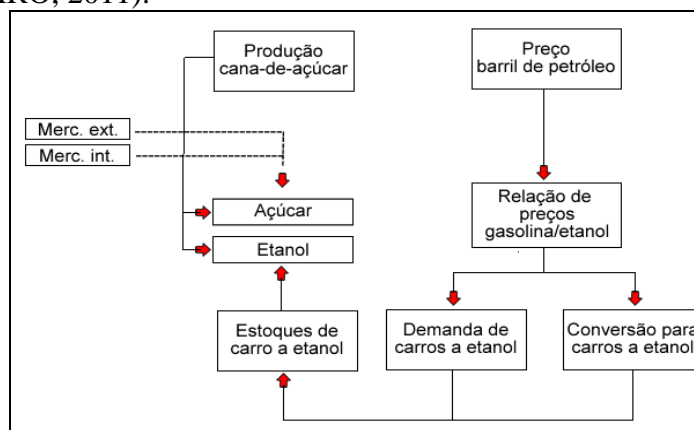 2011).
Produção
cana-de-açúcar
Preço
barril de petróleo
Merc. ext.
Merc. int.
Açúcar
Etanol
Relação de
preços
gasolina/etanol
Estoques de
carro a etanol
Demanda de
carros a etanol
Conversão para
carros a etanol